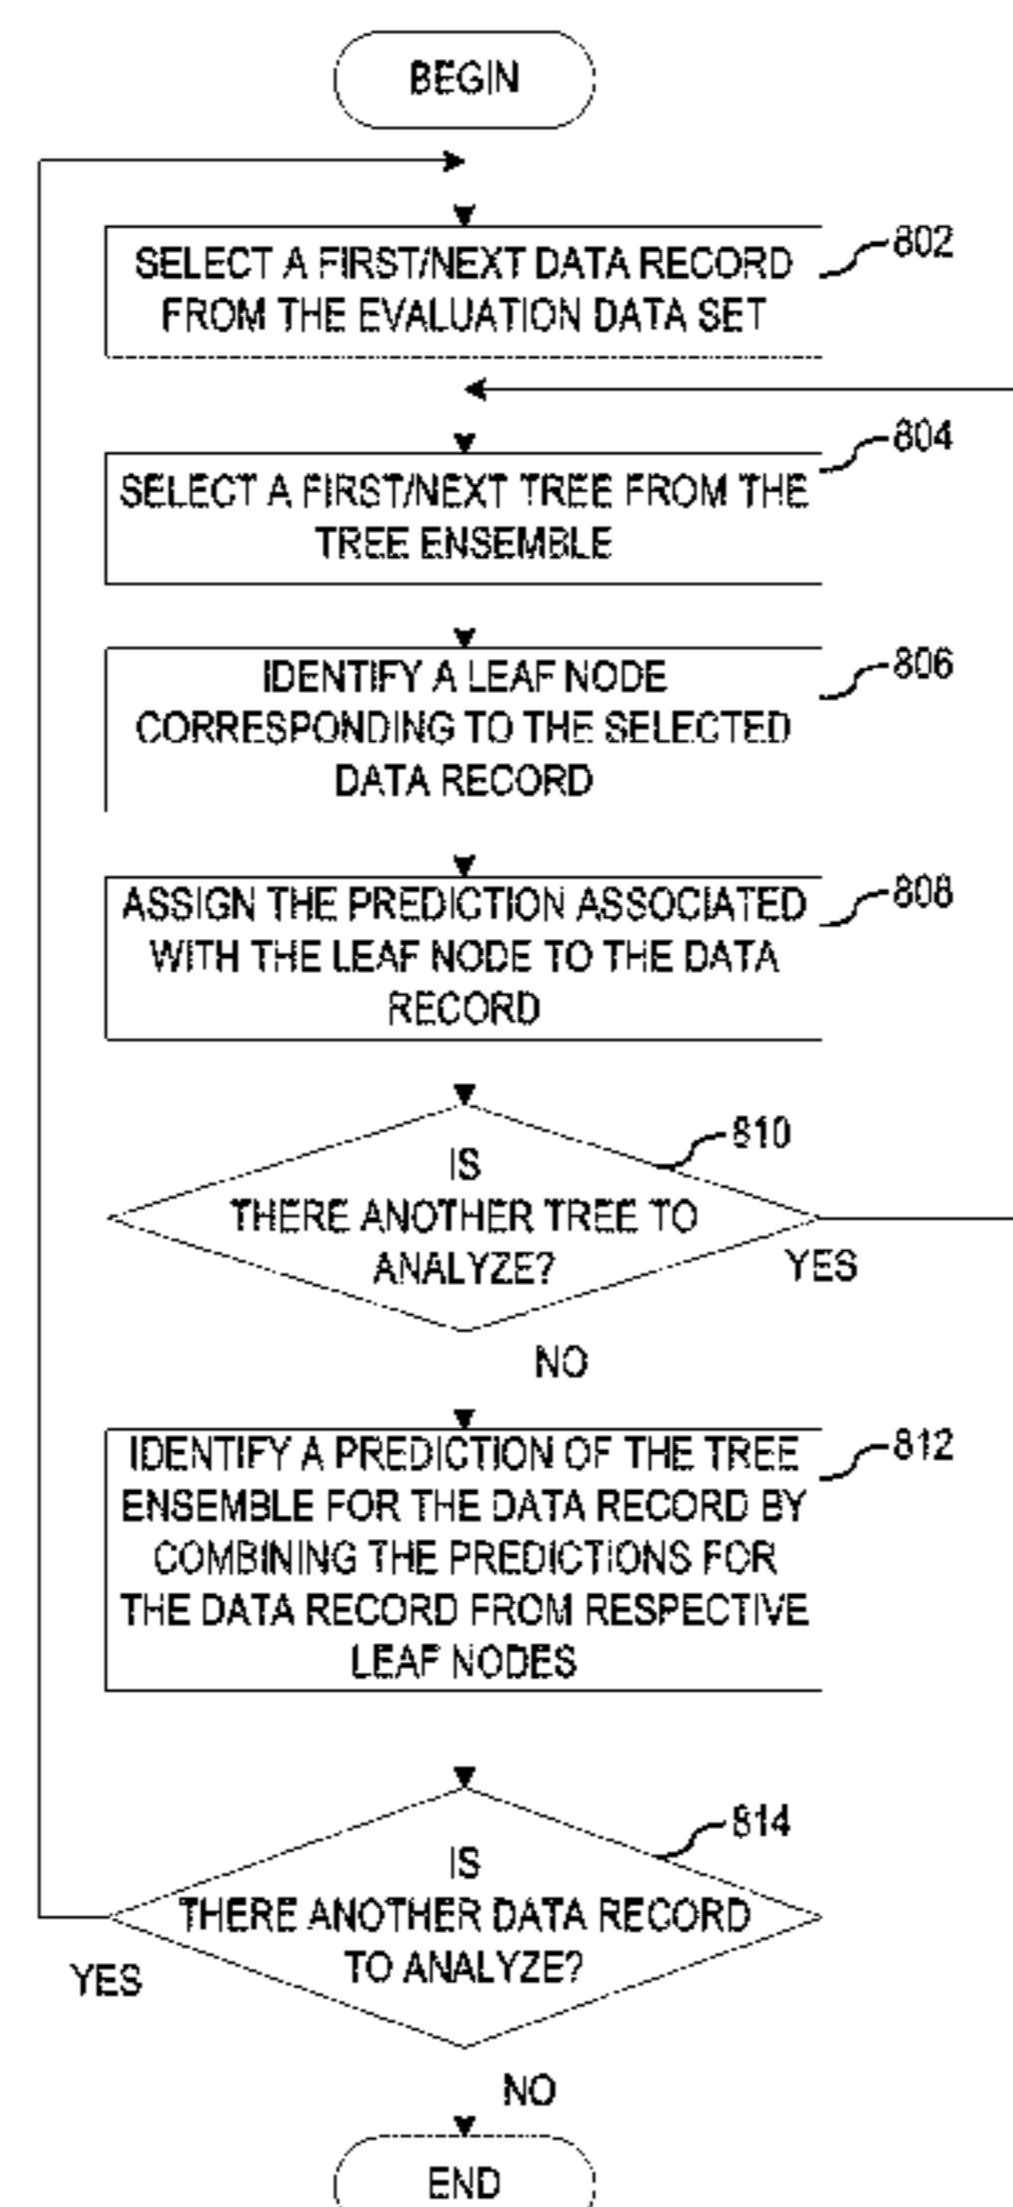 BEGIN
SELECT A FIRST/NEXT DATA RECORD
FROM THE EVALUATION DATA SET
802
SELECT A FIRST/NEXT TREE FROM THE
TREE ENSEMBLE
804
IDENTIFY A LEAF NODE
CORRESPONDING TO THE SELECTED
DATA RECORD
806
ASSIGN THE PREDICTION ASSOCIATED
WITH THE LEAF NODE TO THE DATA
RECORD
808
IS
THERE ANOTHER TREE TO
ANALYZE?
810
YES
NO
IDENTIFY A PREDICTION OF THE TREE
ENSEMBLE FOR THE DATA RECORD BY
COMBINING THE PREDICTIONS FOR
THE DATA RECORD FROM RESPECTIVE
LEAF NODES
812
IS
THERE ANOTHER DATA RECORD
TO ANALYZE?
814
YES
NO
END